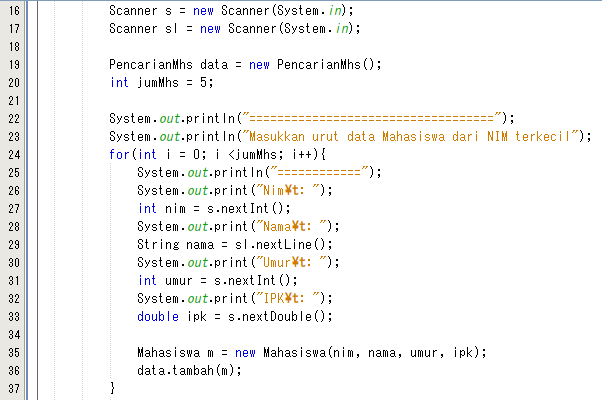 16 Scanner s = new Scanner(System.in);
17 Scanner sl = new Scanner(System.in);
18
19 PencarianMhs data = new PencarianMhs();
20 int jumMhs = 5;
21
22 System.out.println("===================================");
23 System.out.println("Masukkan urut data Mahasiswa dari NIM terkecil");
24 for(int i = 0; i <jumMhs; i++){
25 System.out.println("============");
26 System.out.print("Nim¥t: ");
27 int nim = s.nextInt();
28 System.out.print("Nama¥t: ");
29 String nama = sl.nextLine();
30 System.out.print("Umur¥t: ");
31 int umur = s.nextInt();
32 System.out.print("IPK¥t: ");
33 double ipk = s.nextDouble();
34
35 Mahasiswa m = new Mahasiswa(nim, nama, umur, ipk);
36 data.tambah(m);
37 }